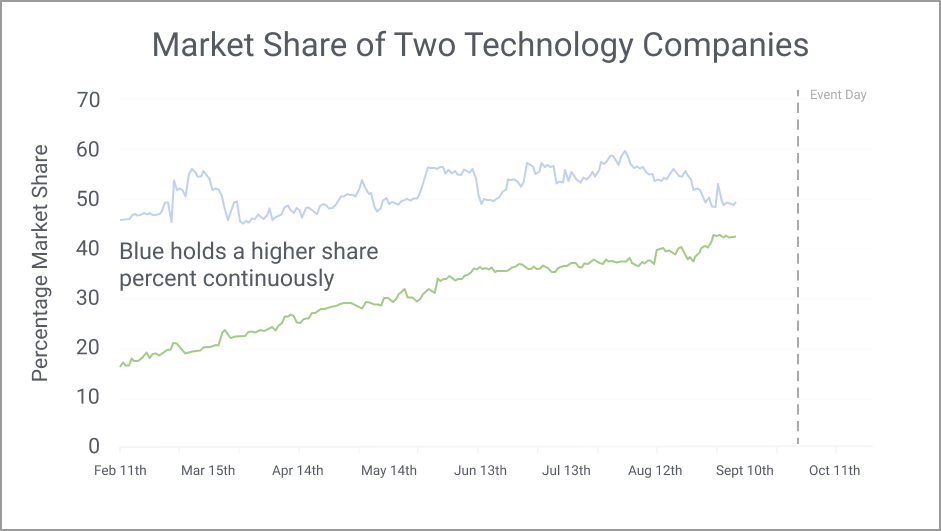 Market Share of Two Technology Companies
Event Day
Percentage Market Share
70
60
50
40
30
20
10
0
Blue holds a higher share
percent continuously
Feb 11th
Mar 15th
Apr 14th
May 14th
Jun 13th
Jul 13th
Aug 12th
Sept 10th
Oct 11th